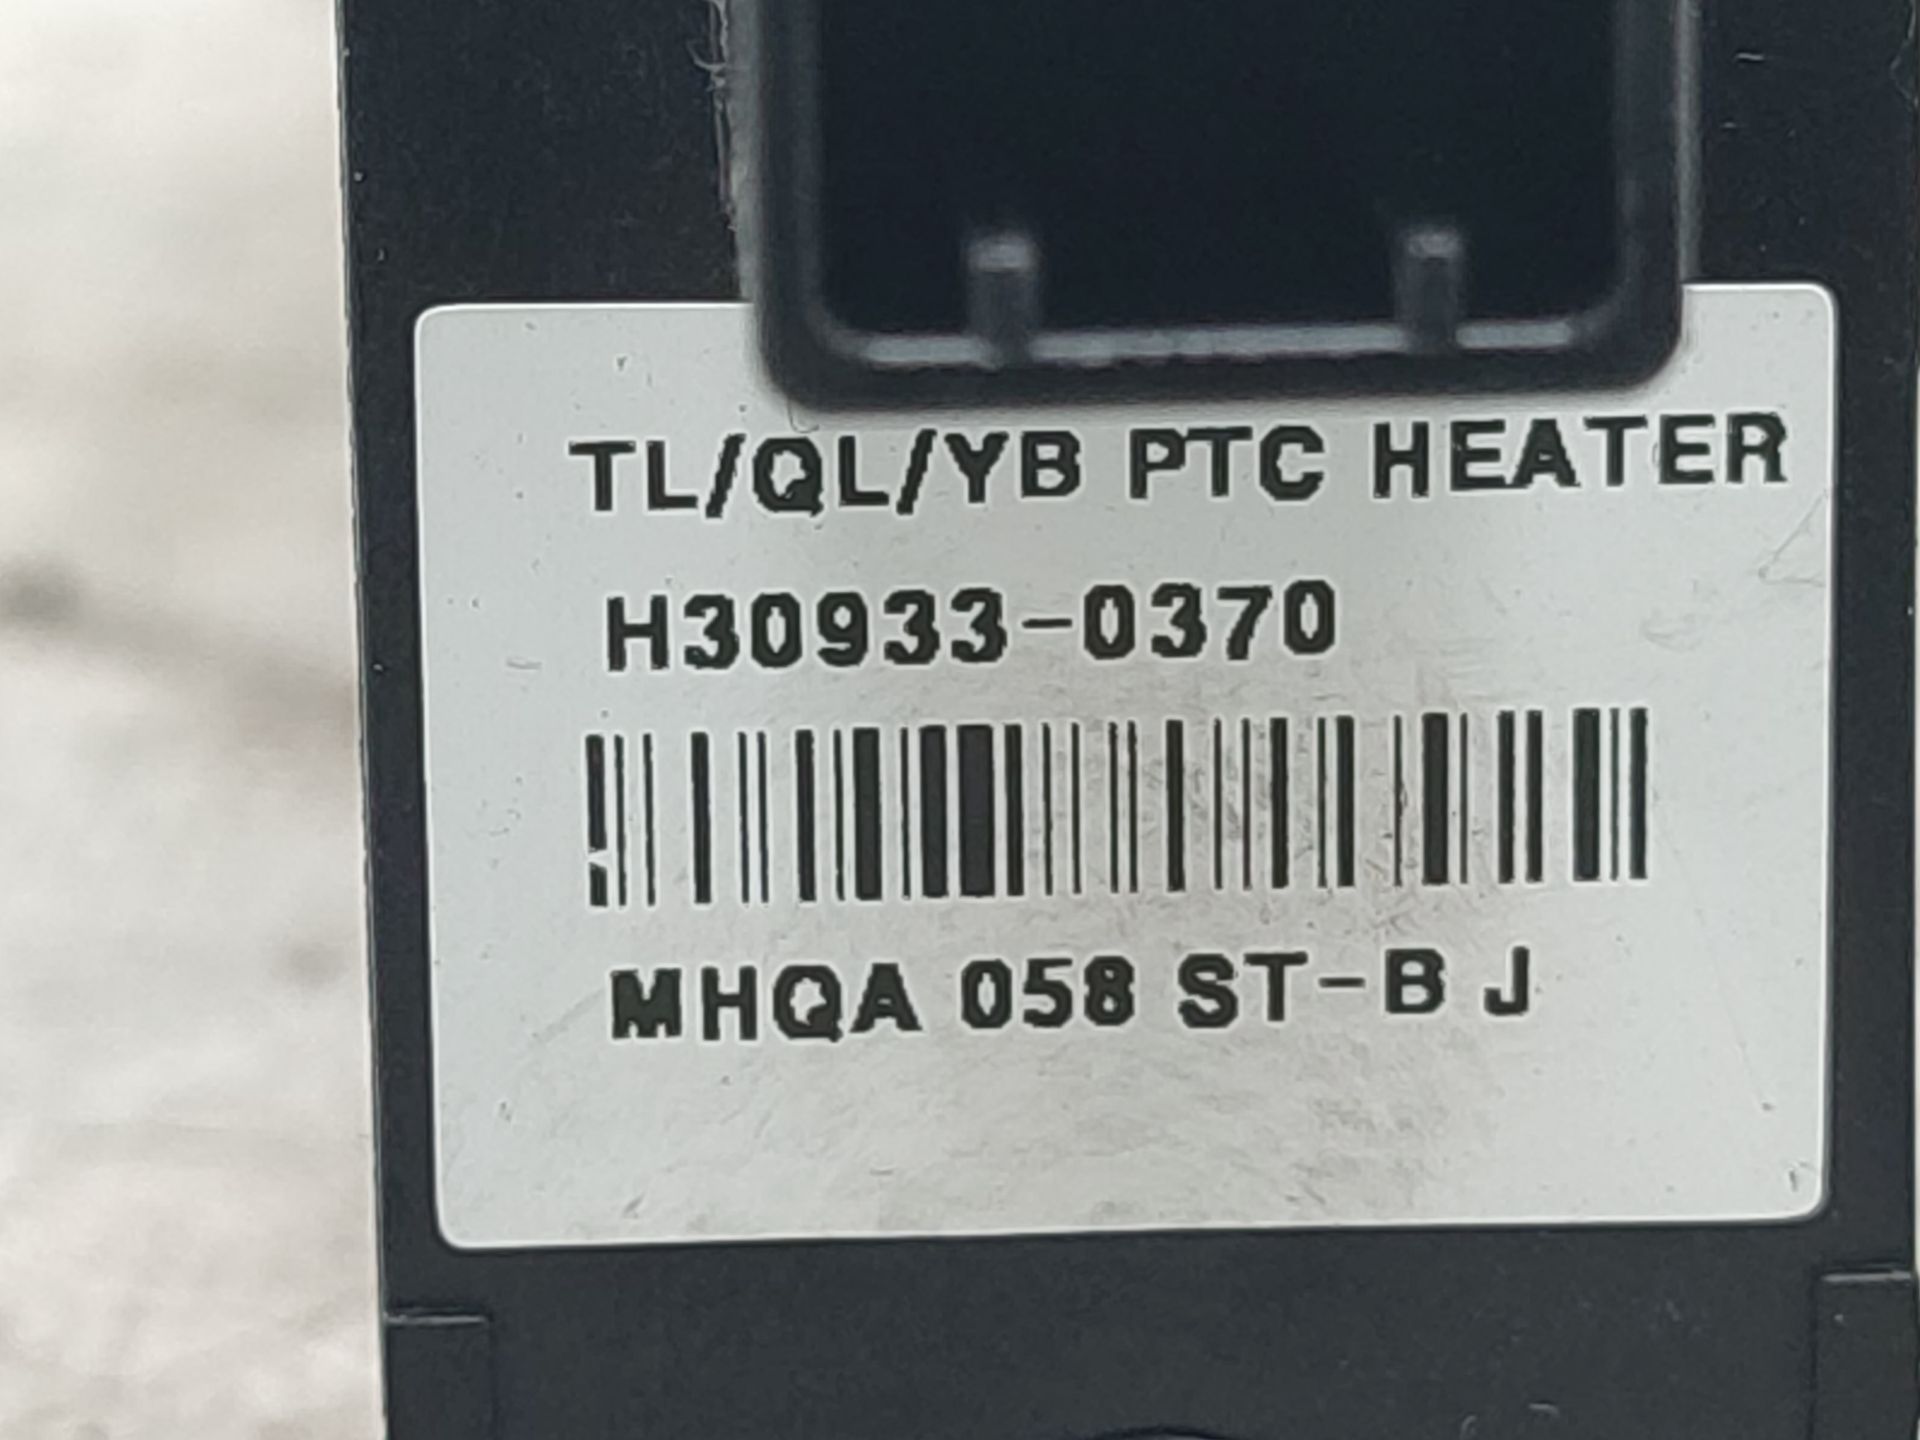 TL/QL/YB PTC HEATER
H30933-0370
MHQA 058 ST-B J